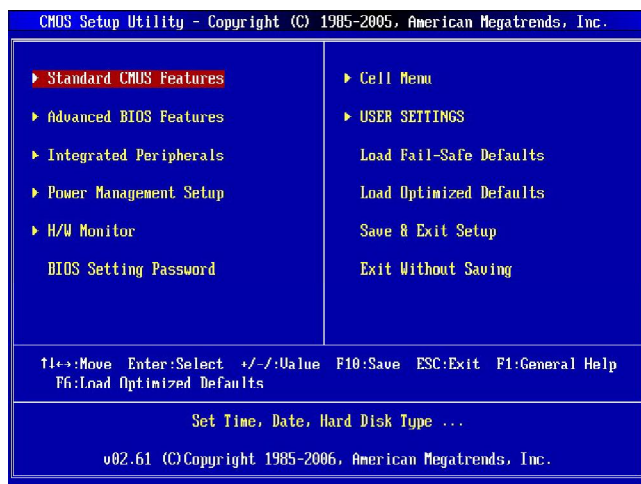 CMOS Setup Utility - Copyright (C) 1985-2005, American Megatrends, Inc.
▶ Standard CMOS Features
▶ Advanced BIOS Features
▶ Integrated Peripherals
▶ Power Management Setup
▶ H/W Monitor
BIOS Setting Password
▶ Cell Menu
▶ USER SETTINGS
Load Fail-Safe Defaults
Load Optimized Defaults
Save & Exit Setup
Exit Without Saving
↑↓←→:Move Enter:Select +/-/:Value F10:Save ESC:Exit F1:General Help
F6:Load Optimized Defaults
Set Time, Date, Hard Disk Type ...
v02.61 (C)Copyright 1985-2006, American Megatrends, Inc.